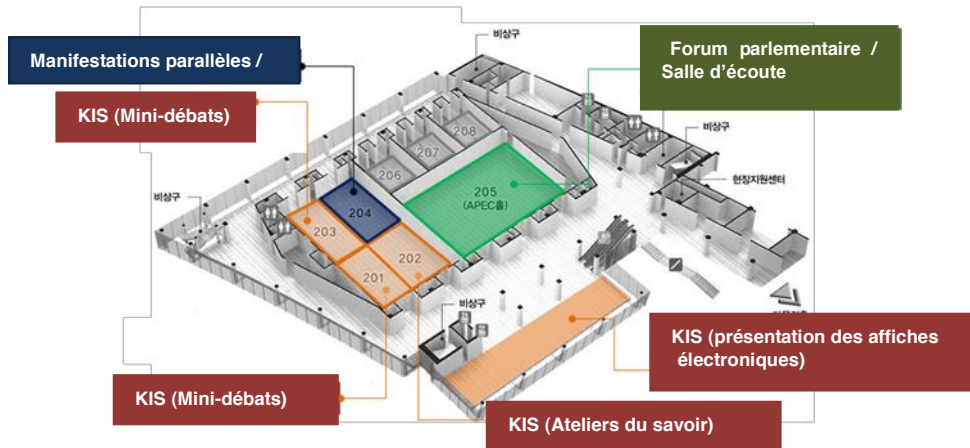 비상구
Manifestations parallèles /
Forum parlementaire /
Salle d’écoute
KIS (Mini-débats)
비상구
208
207
206
현장지원센터
비상구
205
(APEC홀)
204
203
202
201
비상구
KIS (présentation des affiches
électroniques)
KIS (Mini-débats)
KIS (Ateliers du savoir)